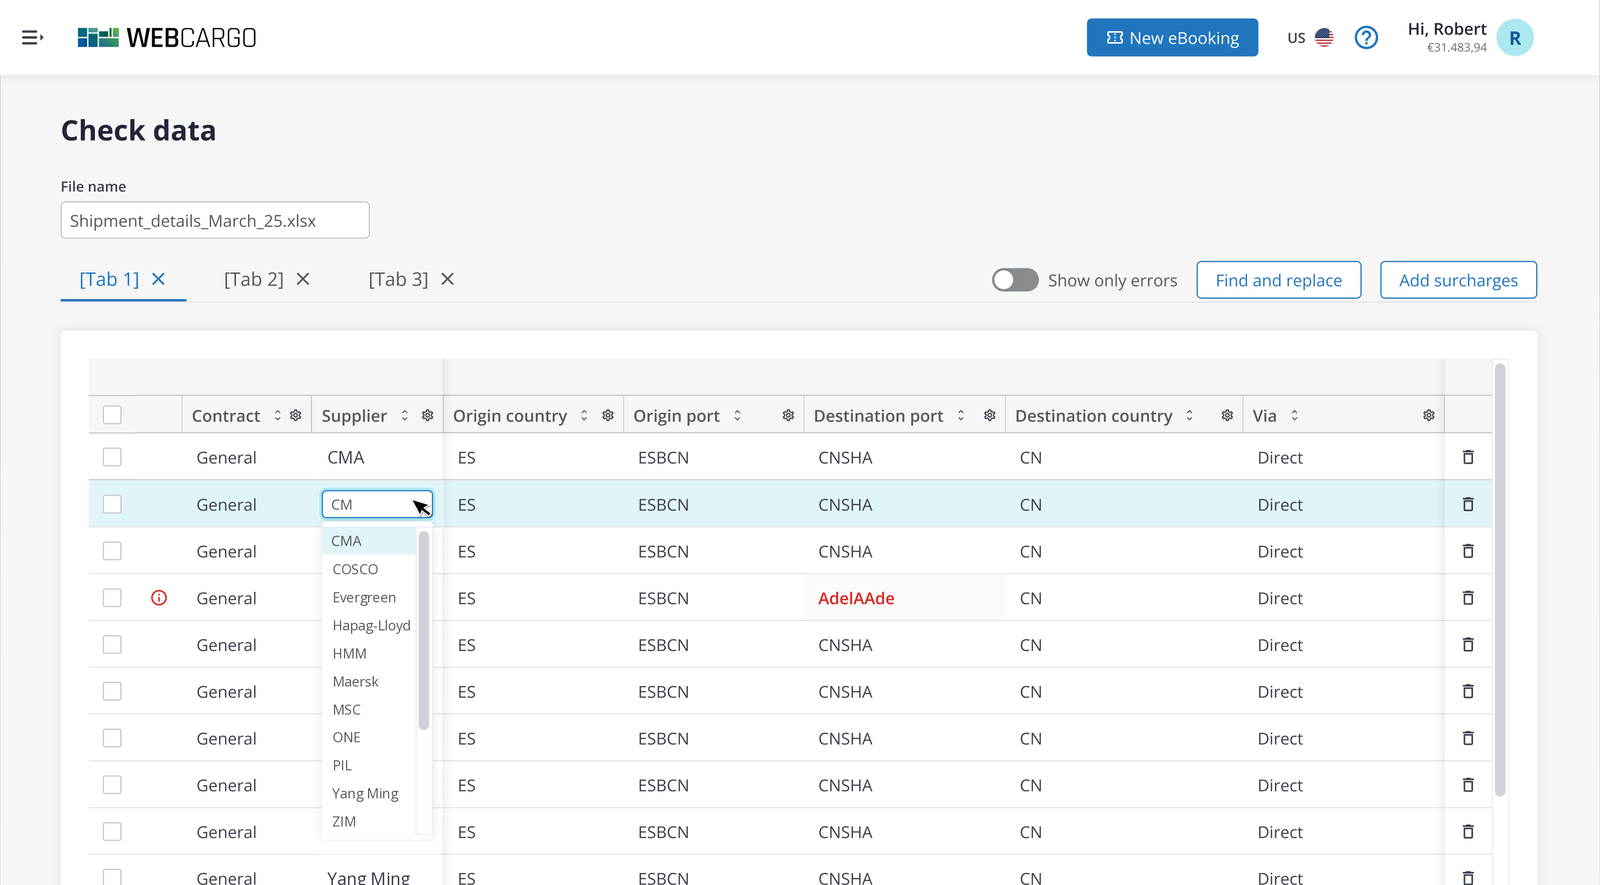 WEBCARGO
New eBooking
US
Hi, Robert
€31.483,94
R
Check data
File name
Shipment_details_March_25.xlsx
[Tab 1]
[Tab 2]
[Tab 3]
Show only errors
Find and replace
Add surcharges
Contract Supplier Origin country Origin port Destination port Destination country Via
General CMA ES ESBCN CNSHA CN Direct
General CM ES ESBCN CNSHA CN Direct
CMA
COSCO
Evergreen
Hapag-Lloyd
HMM
Maersk
MSC
ONE
PIL
Yang Ming
ZIM
General ES ESBCN CNSHA CN Direct
General ES ESBCN AdelAAde CN Direct
General ES ESBCN CNSHA CN Direct
General ES ESBCN CNSHA CN Direct
General ES ESBCN CNSHA CN Direct
General ES ESBCN CNSHA CN Direct
General ES ESBCN CNSHA CN Direct
General Yang Ming ES ESBCN CNSHA CN Direct